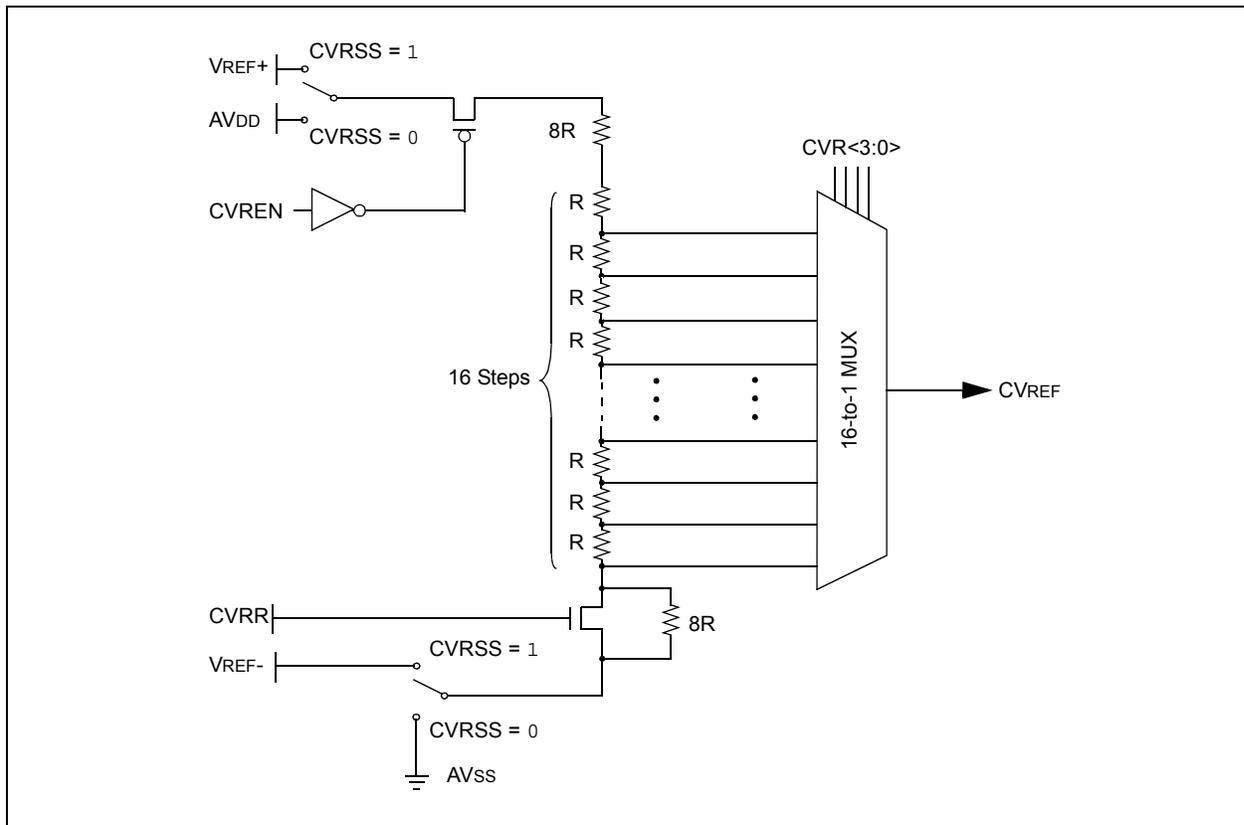 CVRSS = 1
VREF+
AVDD
CVRSS = 0
8R
CVR<3:0>
CVREN
R
R
R
R
16 Steps
16-to-1 MUX
CVREF
R
R
R
CVRR
8R
CVRSS = 1
VREF-
CVRSS = 0
AVSS